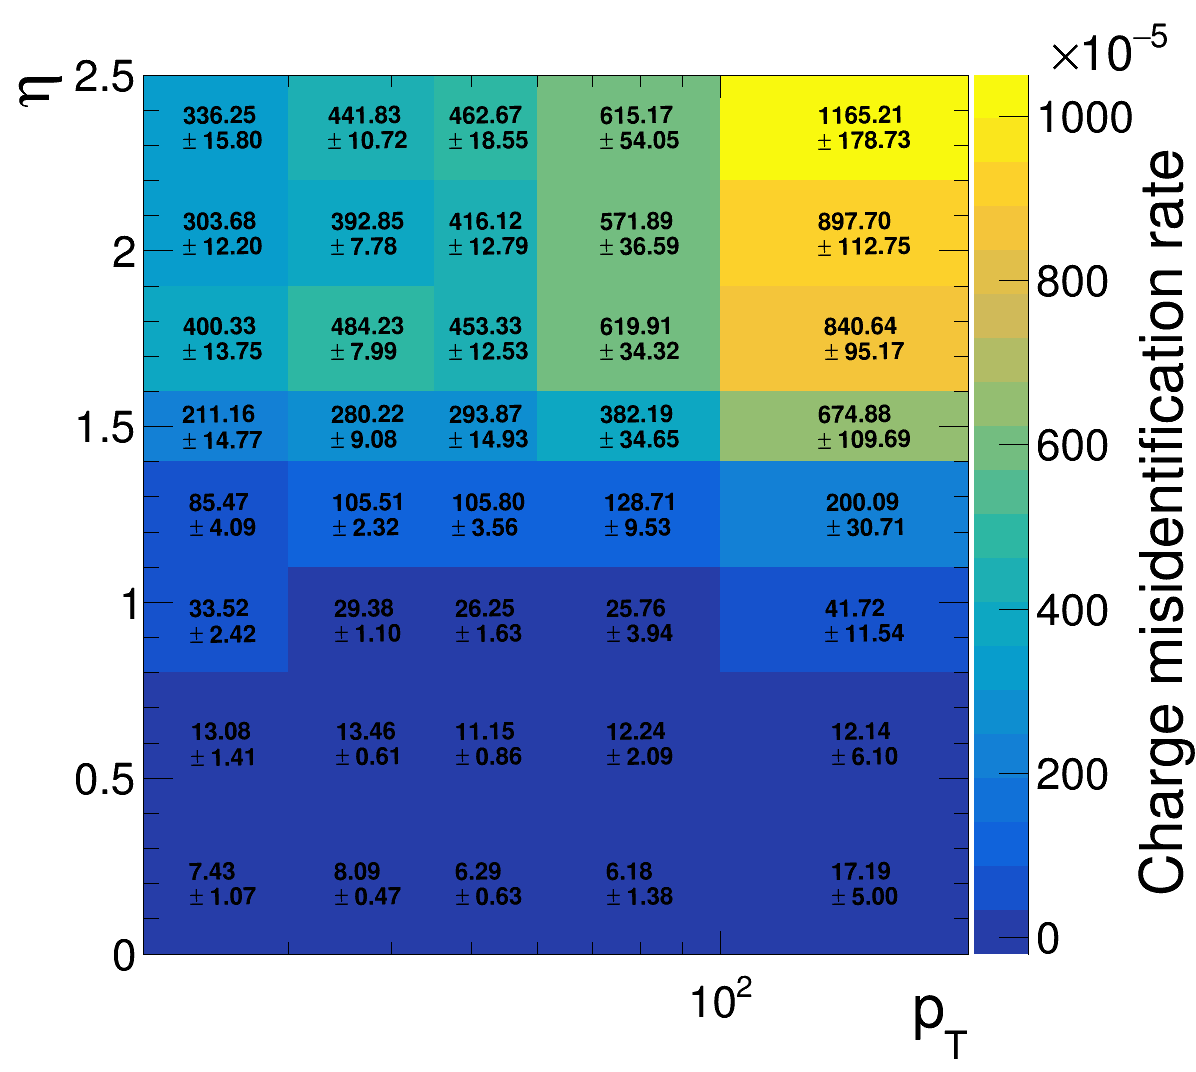 ×10⁻⁵
η
2.5
336.25 441.83 462.67 615.17 1165.21
± 15.80 ± 10.72 ± 18.55 ± 54.05 ± 178.73
1000
303.68 392.85 416.12 571.89 897.70
2 ± 12.20 ± 7.78 ± 12.79 ± 36.59 ± 112.75
800
400.33 484.23 453.33 619.91 840.64
± 13.75 ± 7.99 ± 12.53 ± 34.32 ± 95.17
211.16 280.22 293.87 382.19 674.88
1.5 ± 14.77 ± 9.08 ± 14.93 ± 34.65 ± 109.69
600
85.47 105.51 105.80 128.71 200.09
± 4.09 ± 2.32 ± 3.56 ± 9.53 ± 30.71
1 33.52 29.38 26.25 25.76 41.72
± 2.42 ± 1.10 ± 1.63 ± 3.94 ± 11.54
400
13.08 13.46 11.15 12.24 12.14
± 1.41 ± 0.61 ± 0.86 ± 2.09 ± 6.10
0.5
200
7.43 8.09 6.29 6.18 17.19
± 1.07 ± 0.47 ± 0.63 ± 1.38 ± 5.00
0
0
10²
p_T
Charge misidentification rate